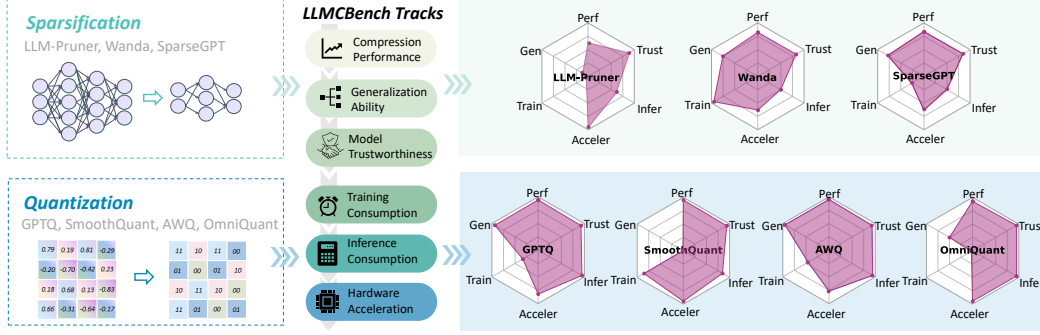 Sparsification
LLM-Pruner, Wanda, SparseGPT
Quantization
GPTQ, SmoothQuant, AWQ, OmniQuant
0.79 0.19 0.81 -0.29
-0.20 -0.70 -0.42 0.23
0.18 0.68 0.13 -0.83
0.66 -0.31 -0.64 -0.17
11 10 11 00
01 00 01 10
10 11 10 00
11 01 00 01
LLMCBench Tracks
Compression
Performance
Generalization
Ability
Model
Trustworthiness
Training
Consumption
Inference
Consumption
Hardware
Acceleration
Perf
Gen
Trust
LLM-Pruner
Train
Infer
Acceler
Perf
Gen
Trust
Wanda
Train
Infer
Acceler
Perf
Gen
Trust
SparseGPT
Train
Infer
Acceler
Perf
Gen
Trust
GPTQ
Train
Infer
Acceler
Perf
Gen
Trust
SmoothQuant
Train
Infer
Acceler
Perf
Gen
Trust
AWQ
Train
Infer
Acceler
Perf
Gen
Trust
OmniQuant
Train
Infer
Acceler